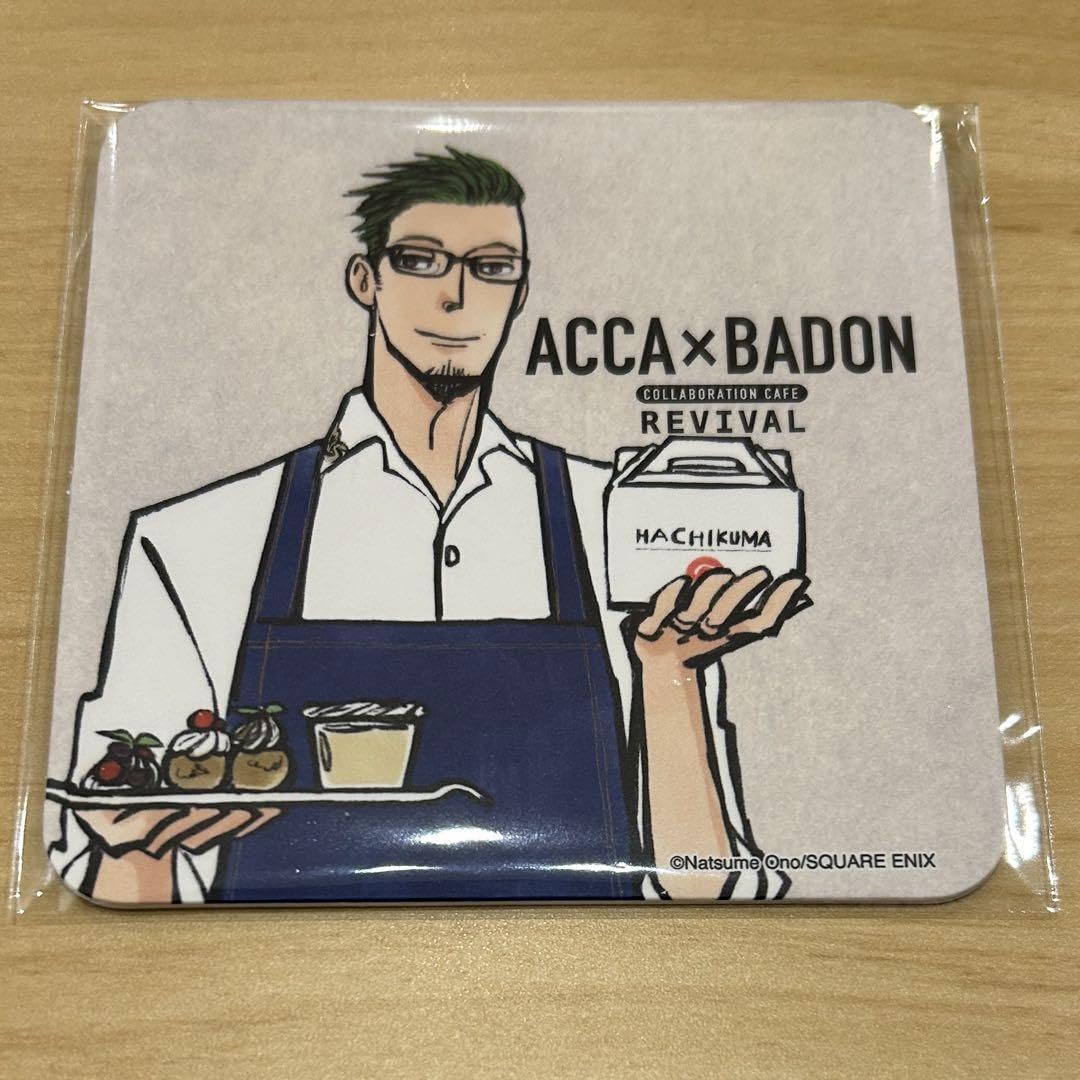 ACCA×BADON
COLLABORATION CAFE
REVIVAL
HACHIKUMA
©Natsume Ono/SQUARE ENIX